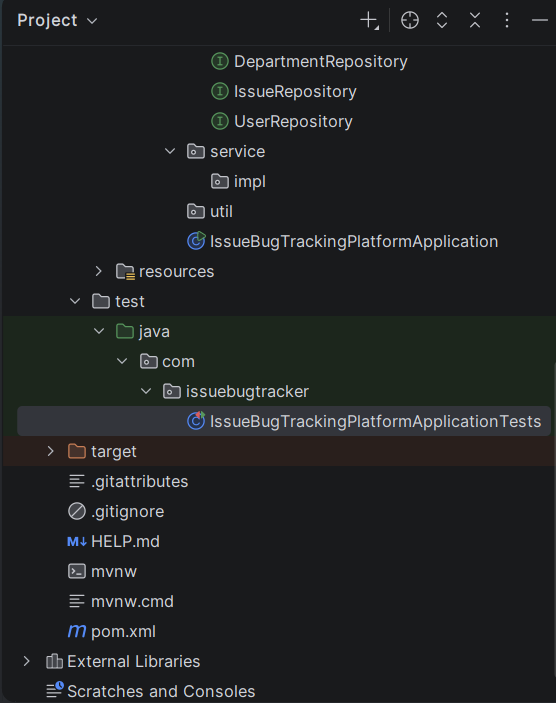 Project
DepartmentRepository
IssueRepository
UserRepository
service
impl
util
IssueBugTrackingPlatformApplication
resources
test
java
com
issuebugtracker
IssueBugTrackingPlatformApplicationTests
target
.gitattributes
.gitignore
M↓ HELP.md
mvnw
mvnw.cmd
m pom.xml
External Libraries
Scratches and Consoles